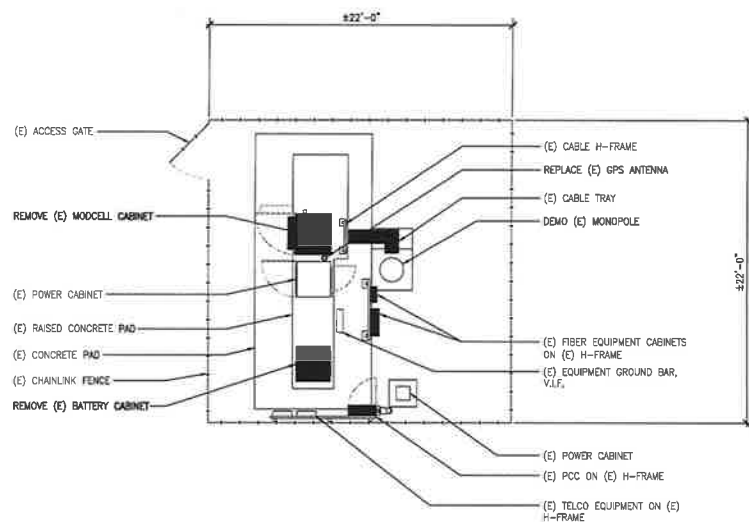 ±22'-0"
(E) ACCESS GATE
REMOVE (E) MODCELL CABINET
(E) POWER CABINET
(E) RAISED CONCRETE PAD
(E) CONCRETE PAD
(E) CHAINLINK FENCE
REMOVE (E) BATTERY CABINET
(E) CABLE H-FRAME
REPLACE (E) GPS ANTENNA
(E) CABLE TRAY
DEMO (E) MONOPOLE
±22'-0"
(E) FIBER EQUIPMENT CABINETS
ON (E) H-FRAME
(E) EQUIPMENT GROUND BAR,
V.I.F.
(E) POWER CABINET
(E) PCC ON (E) H-FRAME
(E) TELCO EQUIPMENT ON (E)
H-FRAME